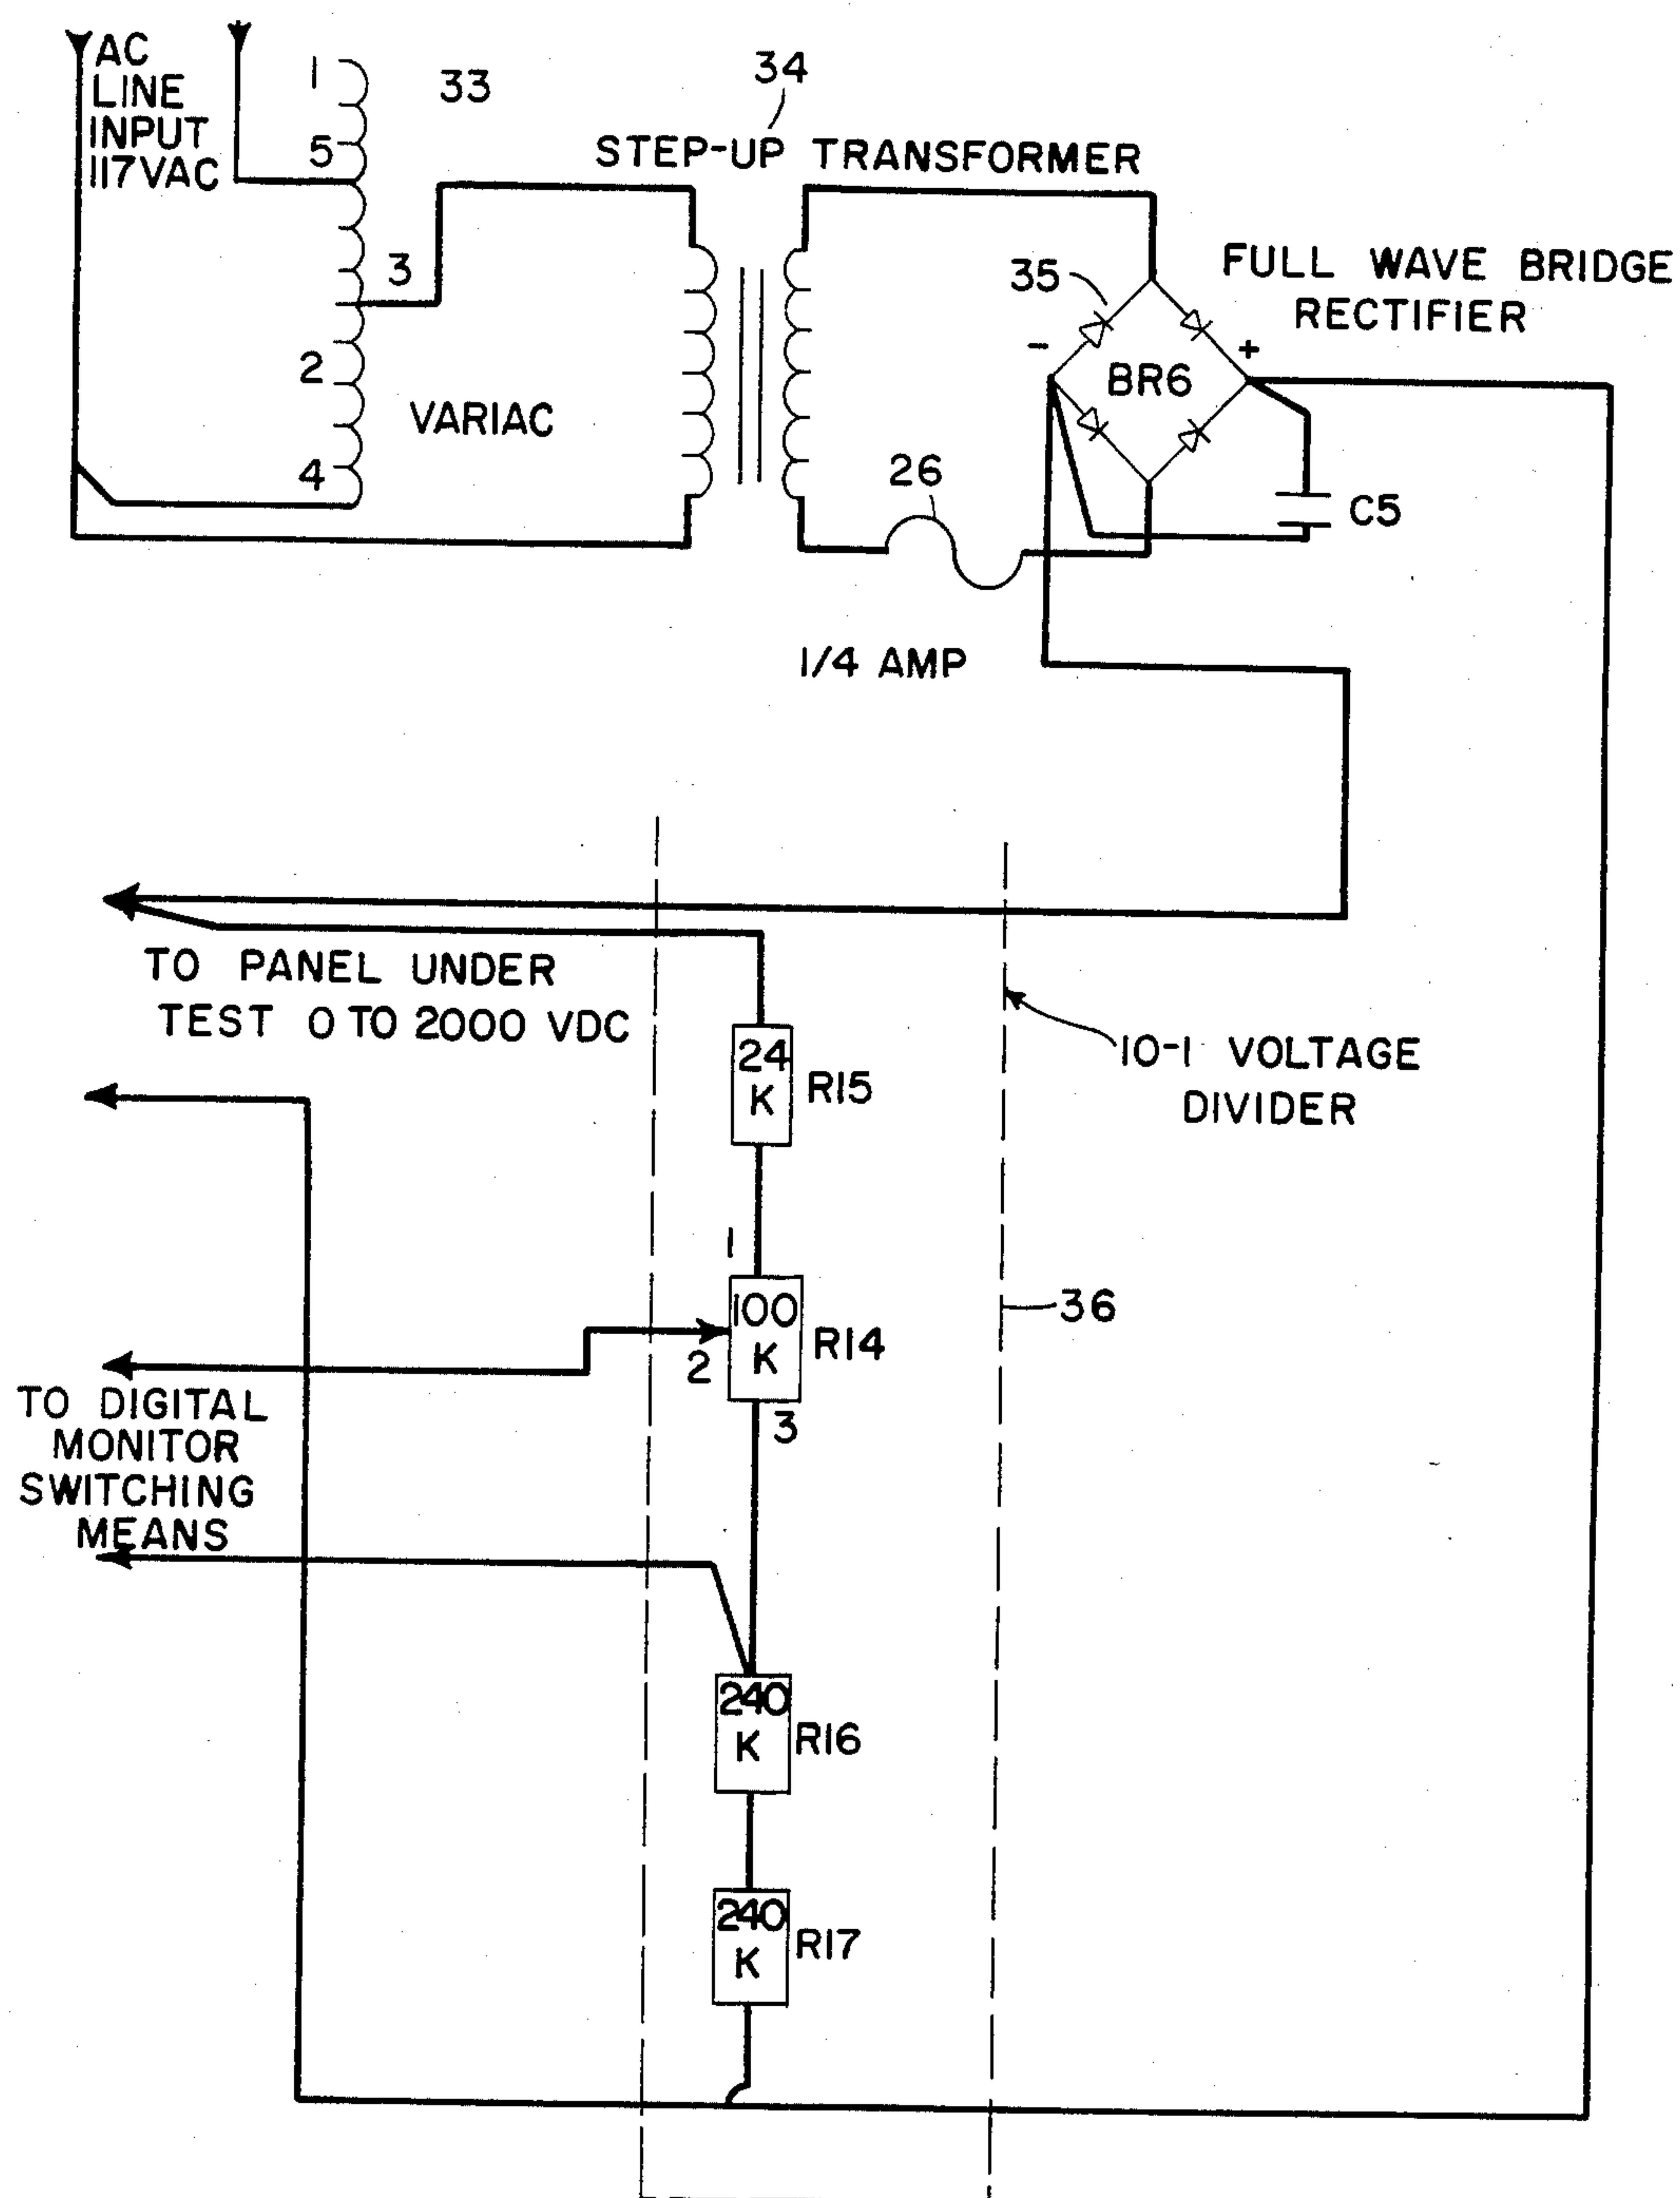 AC
LINE
INPUT
117VAC
1
5
3
2
4
33
VARIAC
34
STEP-UP TRANSFORMER
35
FULL WAVE BRIDGE
RECTIFIER
-
+
BR6
26
C5
1/4 AMP
TO PANEL UNDER
TEST 0 TO 2000 VDC
10-1 VOLTAGE
DIVIDER
24
K
R15
1
100
K
R14
2
3
36
TO DIGITAL
MONITOR
SWITCHING
MEANS
240
K
R16
240
K
R17